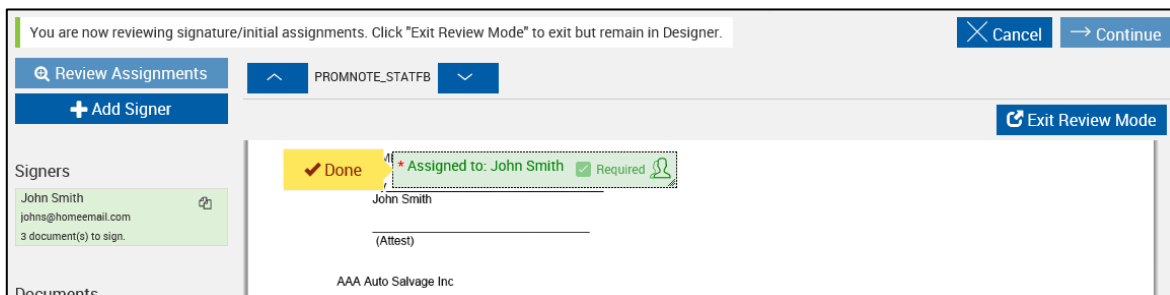 You are now reviewing signature/initial assignments. Click "Exit Review Mode" to exit but remain in Designer.
Cancel
Continue
Review Assignments
PROMNOTE_STATFB
Add Signer
Exit Review Mode
Signers
John Smith
johns@homeemail.com
3 document(s) to sign.
Documents
Done
* Assigned to: John Smith
Required
John Smith
(Attest)
AAA Auto Salvage Inc